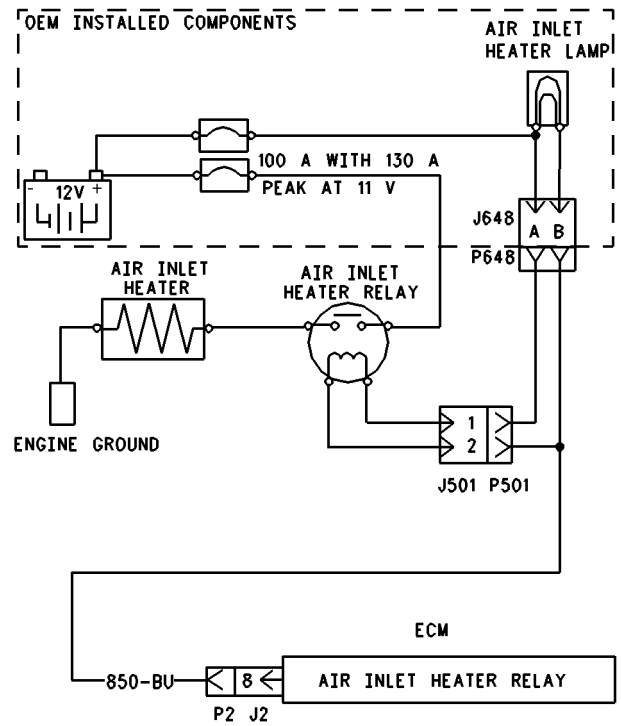 OEM INSTALLED COMPONENTS
AIR INLET
HEATER LAMP
100 A WITH 130 A
PEAK AT 11 V
- 12V +
J648
A B
P648
AIR INLET
HEATER
AIR INLET
HEATER RELAY
ENGINE GROUND
1
2
J501 P501
ECM
850-BU
8
AIR INLET HEATER RELAY
P2 J2